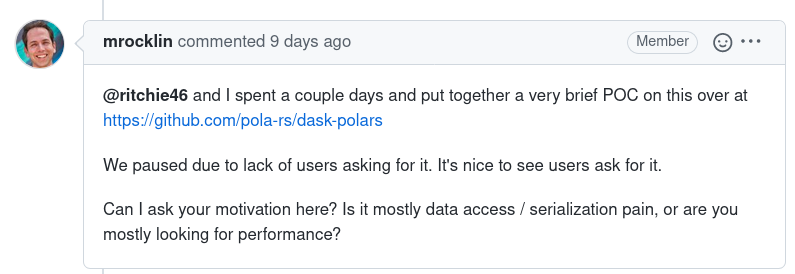 mrocklin commented 9 days ago Member
@ritchie46 and I spent a couple days and put together a very brief POC on this over at
https://github.com/pola-rs/dask-polars
We paused due to lack of users asking for it. It's nice to see users ask for it.
Can I ask your motivation here? Is it mostly data access / serialization pain, or are you
mostly looking for performance?